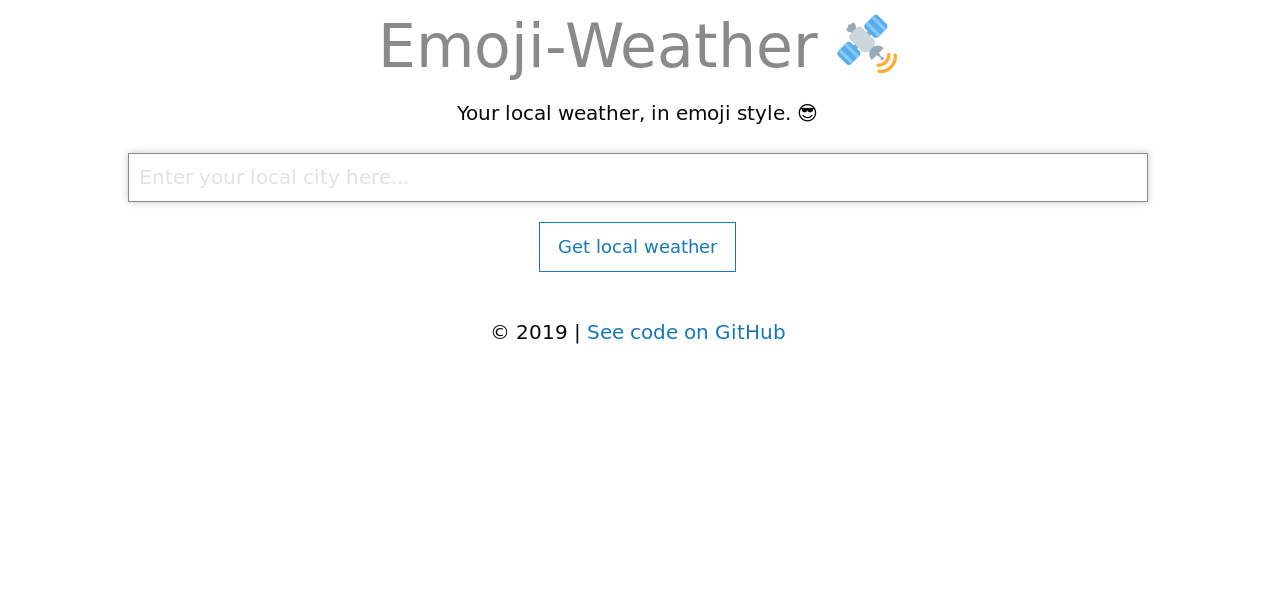 Emoji-Weather 🛰️
Your local weather, in emoji style. 😎
Enter your local city here...
Get local weather
© 2019 | See code on GitHub